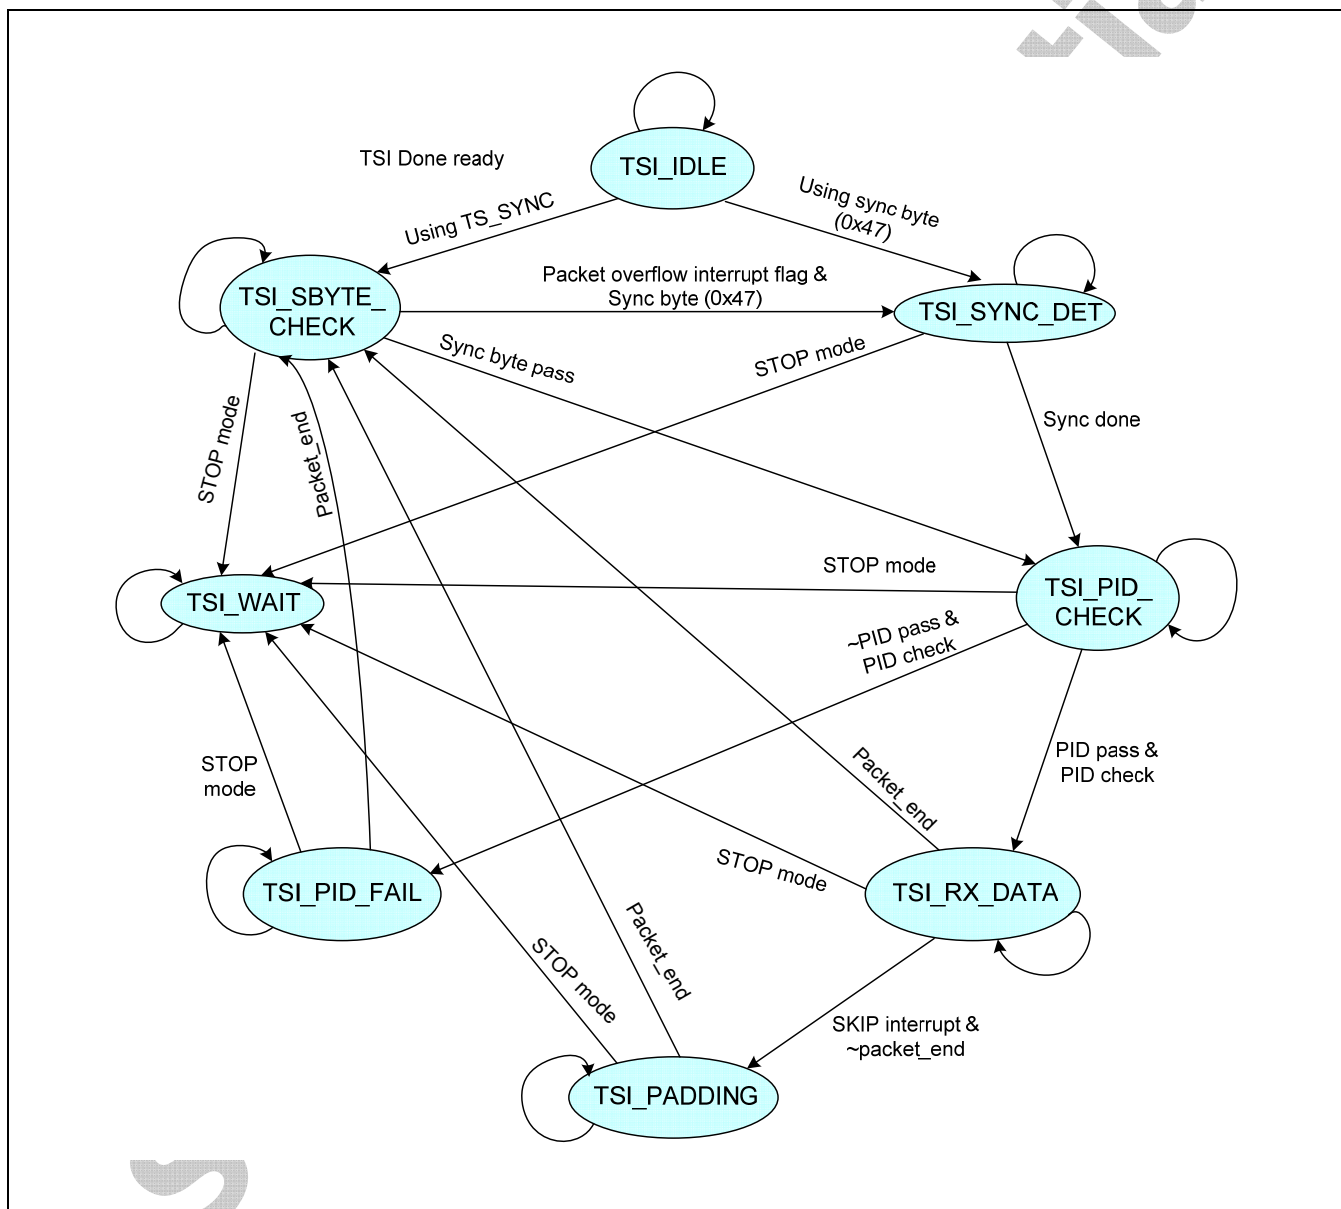 TSI_IDLE
TSI Done ready
Using TS_SYNC
Using sync byte
(0x47)
TSI_SBYTE_
CHECK
Packet overflow interrupt flag &
Sync byte (0x47)
TSI_SYNC_DET
Sync byte pass
STOP mode
Sync done
STOP mode
Packet_end
TSI_WAIT
STOP mode
TSI_PID_
CHECK
~PID pass &
PID check
PID pass &
PID check
STOP
mode
Packet_end
STOP mode
TSI_PID_FAIL
TSI_RX_DATA
Packet_end
STOP mode
SKIP interrupt &
~packet_end
TSI_PADDING